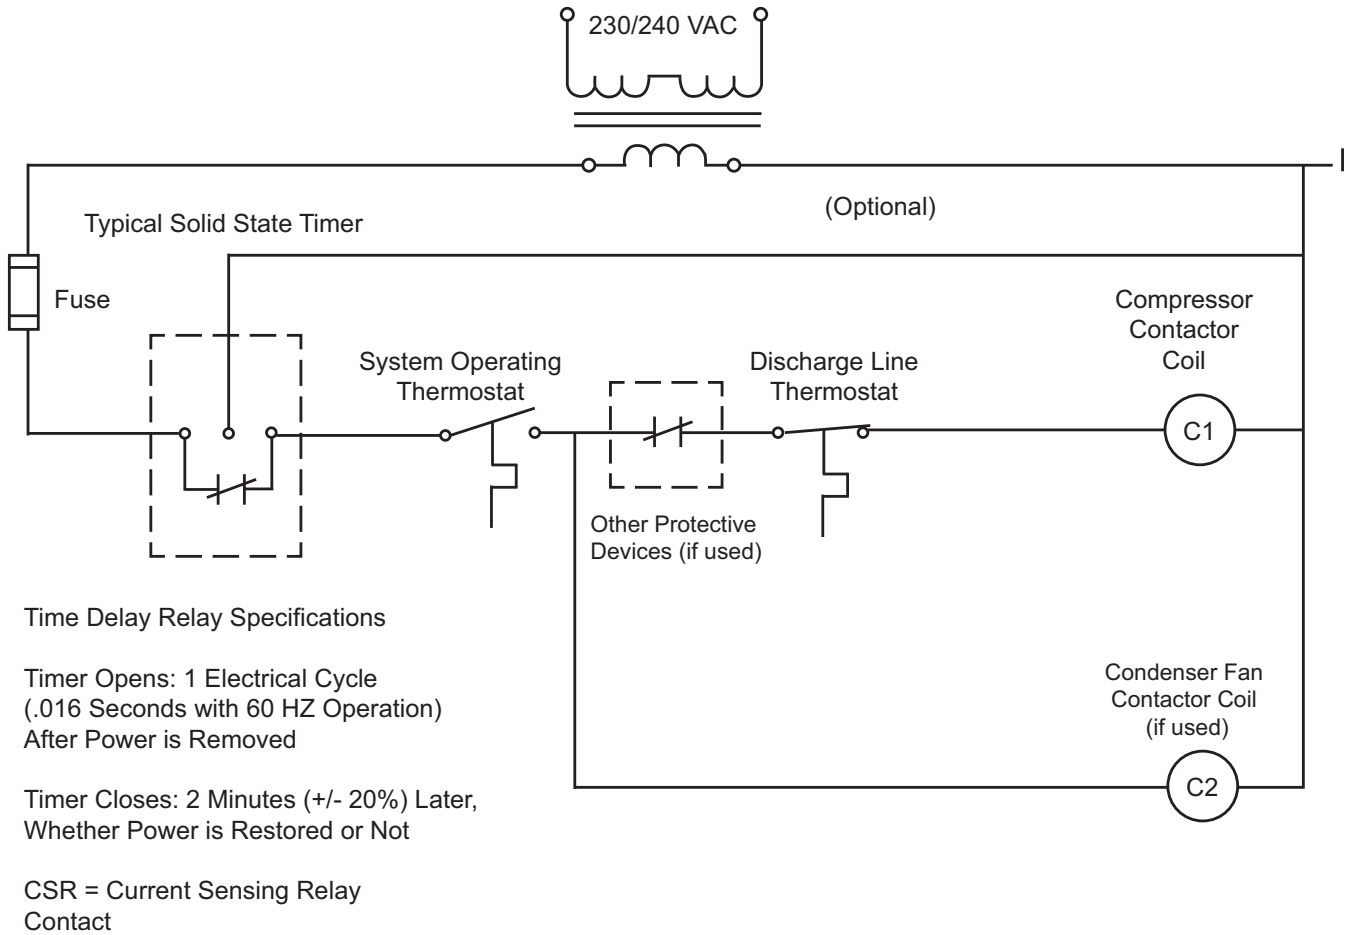 230/240 VAC
(Optional)
Typical Solid State Timer
Fuse
System Operating
Thermostat
Discharge Line
Thermostat
Compressor
Contactor
Coil
C1
Other Protective
Devices (if used)
Condenser Fan
Contactor Coil
(if used)
C2
Time Delay Relay Specifications
Timer Opens: 1 Electrical Cycle
(.016 Seconds with 60 HZ Operation)
After Power is Removed
Timer Closes: 2 Minutes (+/- 20%) Later,
Whether Power is Restored or Not
CSR = Current Sensing Relay
Contact